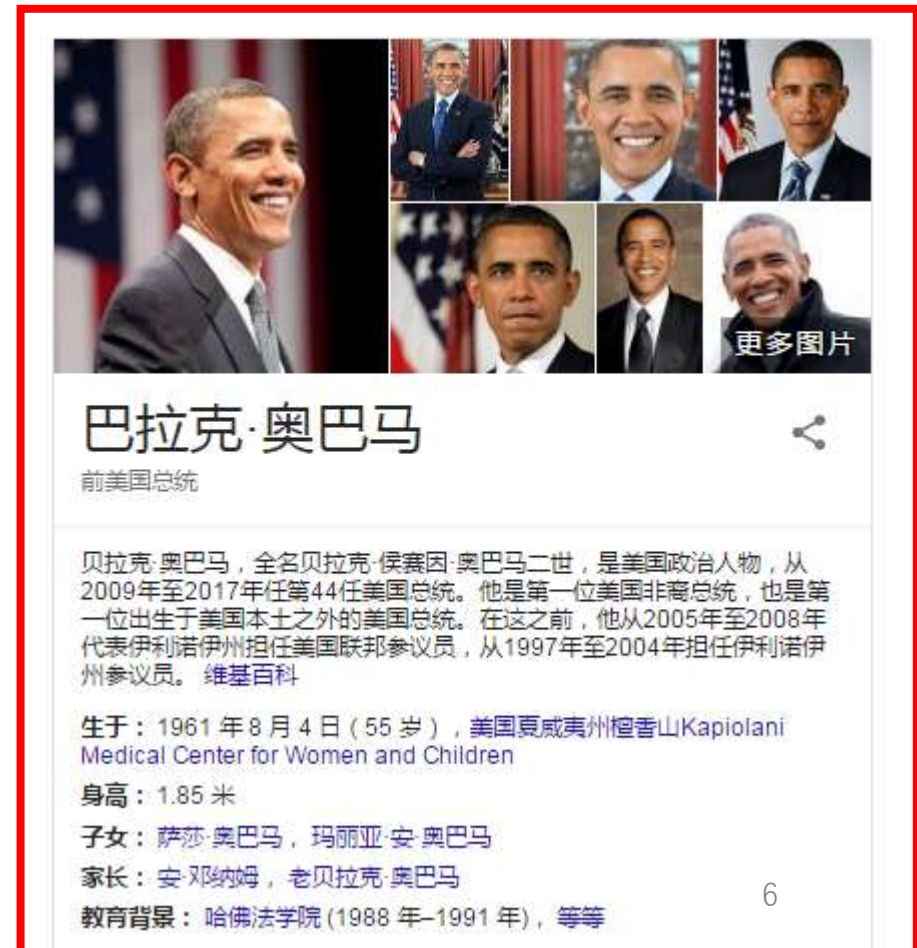 更多图片
巴拉克·奥巴马
前美国总统
贝拉克·奥巴马，全名贝拉克·侯赛因·奥巴马二世，是美国政治人物，从
2009年至2017年任第44任美国总统。他是第一位美国非裔总统，也是第
一位出生于美国本土之外的美国总统。在这之前，他从2005年至2008年
代表伊利诺伊州担任美国联邦参议员，从1997年至2004年担任伊利诺伊
州参议员。 维基百科
生于： 1961 年 8 月 4 日 ( 55 岁 ) ，美国夏威夷州檀香山Kapiolani
Medical Center for Women and Children
身高： 1.85 米
子女： 萨莎·奥巴马， 玛丽亚·安·奥巴马
家长： 安·邓纳姆， 老贝拉克·奥巴马
教育背景： 哈佛法学院 (1988 年–1991 年)， 等等
6